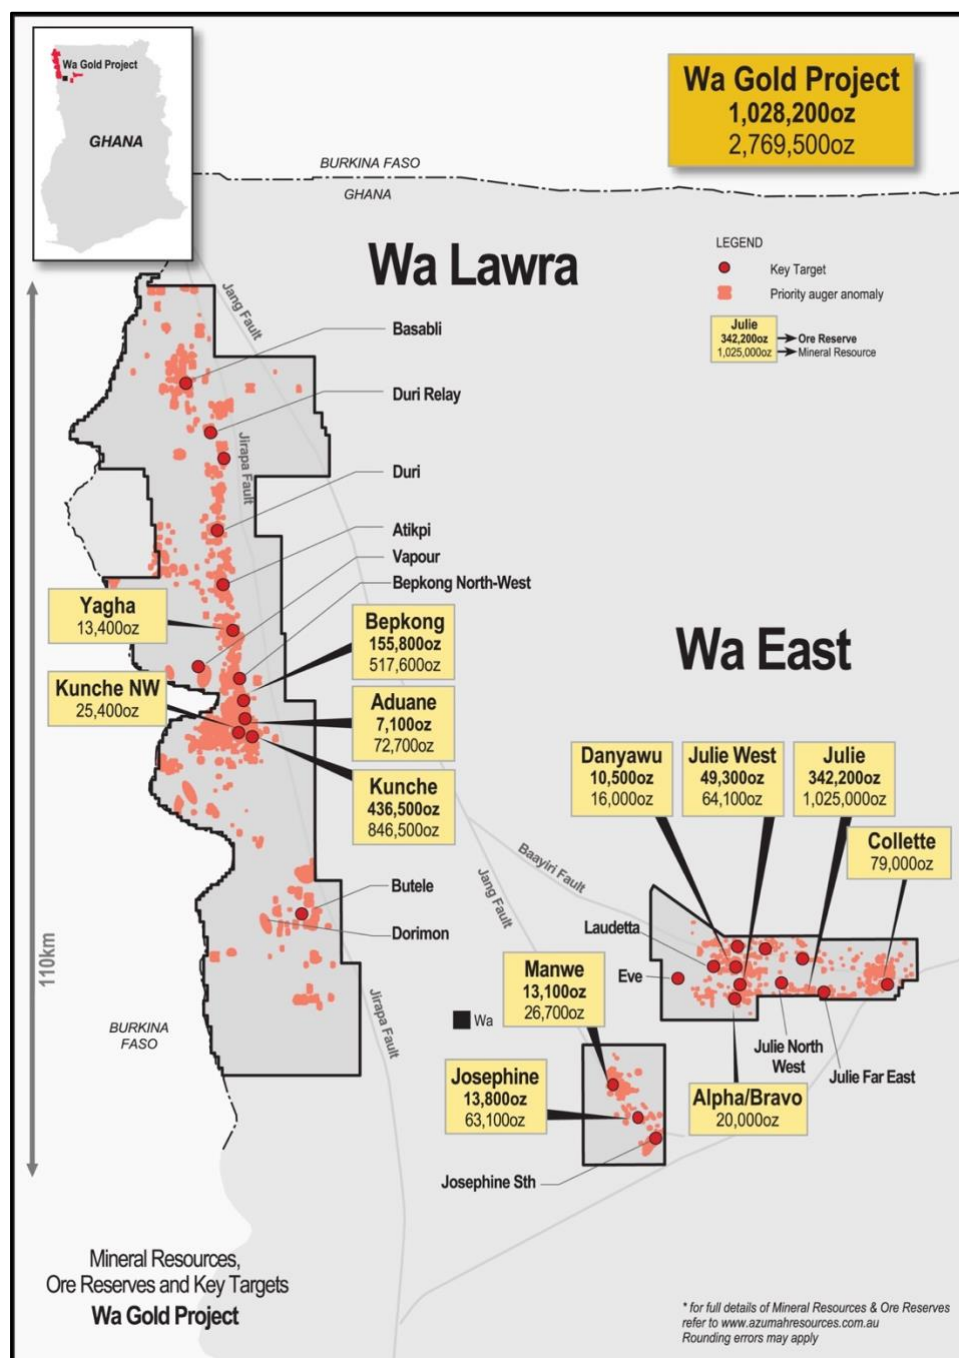 Wa Gold Project
GHANA
Wa Gold Project
1,028,200oz
2,769,500oz
BURKINA FASO
GHANA
Wa Lawra
LEGEND
Key Target
Priority auger anomaly
Julie
342,200oz
Ore Reserve
1,025,000oz
Mineral Resource
Jang Fault
Basabli
Duri Relay
Jirapa Fault
Duri
Atikpi
Vapour
Bepkong North-West
Yagha
13,400oz
Bepkong
155,800oz
517,600oz
Kunche NW
25,400oz
Aduane
7,100oz
72,700oz
Kunche
436,500oz
846,500oz
Wa East
Danyawu
10,500oz
16,000oz
Julie West
49,300oz
64,100oz
Julie
342,200oz
1,025,000oz
Collette
79,000oz
Baayiri Fault
Jang Fault
Butele
Dorimon
Laudetta
Eve
110km
Manwe
13,100oz
26,700oz
Jirapa Fault
Wa
BURKINA
FASO
Julie North
West
Julie Far East
Josephine
13,800oz
63,100oz
Alpha/Bravo
20,000oz
Josephine Sth
Mineral Resources,
Ore Reserves and Key Targets
Wa Gold Project
* for full details of Mineral Resources & Ore Reserves
refer to www.azumahresources.com.au
Rounding errors may apply